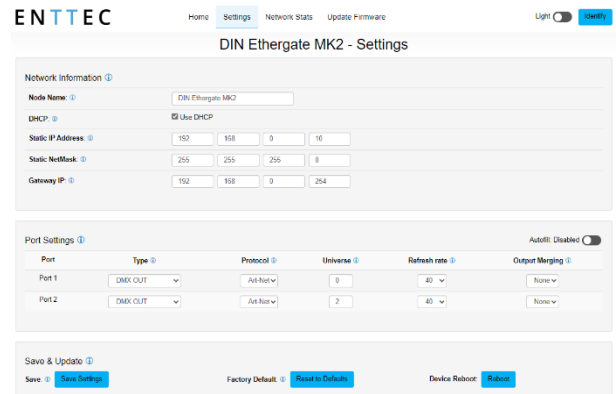 ENTTEC Home Settings Network Stats Update Firmware Light Identify
DIN Ethergate MK2 - Settings
Network Information
Node Name: DIN Ethergate MK2
DHCP: Use DHCP
Static IP Address: 192 168 0 10
Static NetMask: 255 255 255 0
Gateway IP: 192 168 0 254
Port Settings Autofill: Disabled
Port Type Protocol Universe Refresh rate Output Merging
Port 1 DMX OUT Art-Net 0 40 None
Port 2 DMX OUT Art-Net 2 40 None
Save & Update
Save: Save Settings Factory Default: Reset to Defaults Device Reboot: Reboot